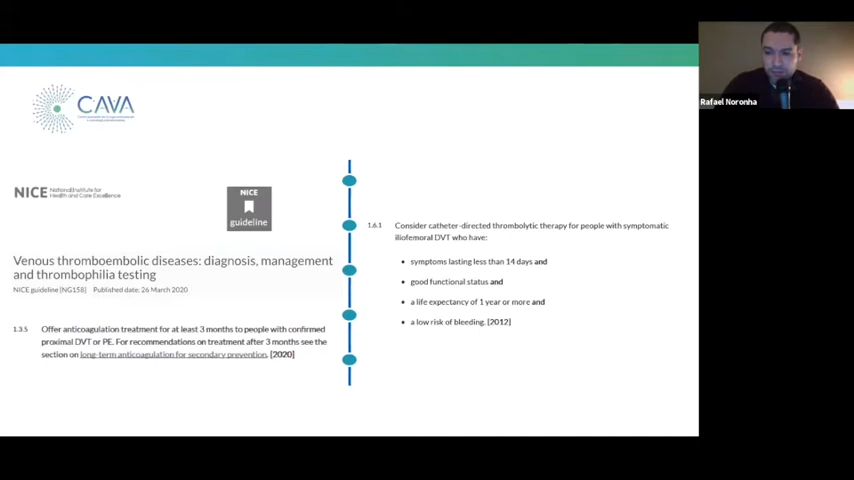 Rafael Noronha
CAVA
NICE National Institute for
Health and Care Excellence
NICE
guideline
Venous thromboembolic diseases: diagnosis, management
and thrombophilia testing
NICE guideline [NG158] Published date: 26 March 2020
1.3.5 Offer anticoagulation treatment for at least 3 months to people with confirmed
proximal DVT or PE. For recommendations on treatment after 3 months see the
section on long-term anticoagulation for secondary prevention. [2020]
1.6.1 Consider catheter-directed thrombolytic therapy for people with symptomatic
iliofemoral DVT who have:
• symptoms lasting less than 14 days and
• good functional status and
• a life expectancy of 1 year or more and
• a low risk of bleeding. [2012]